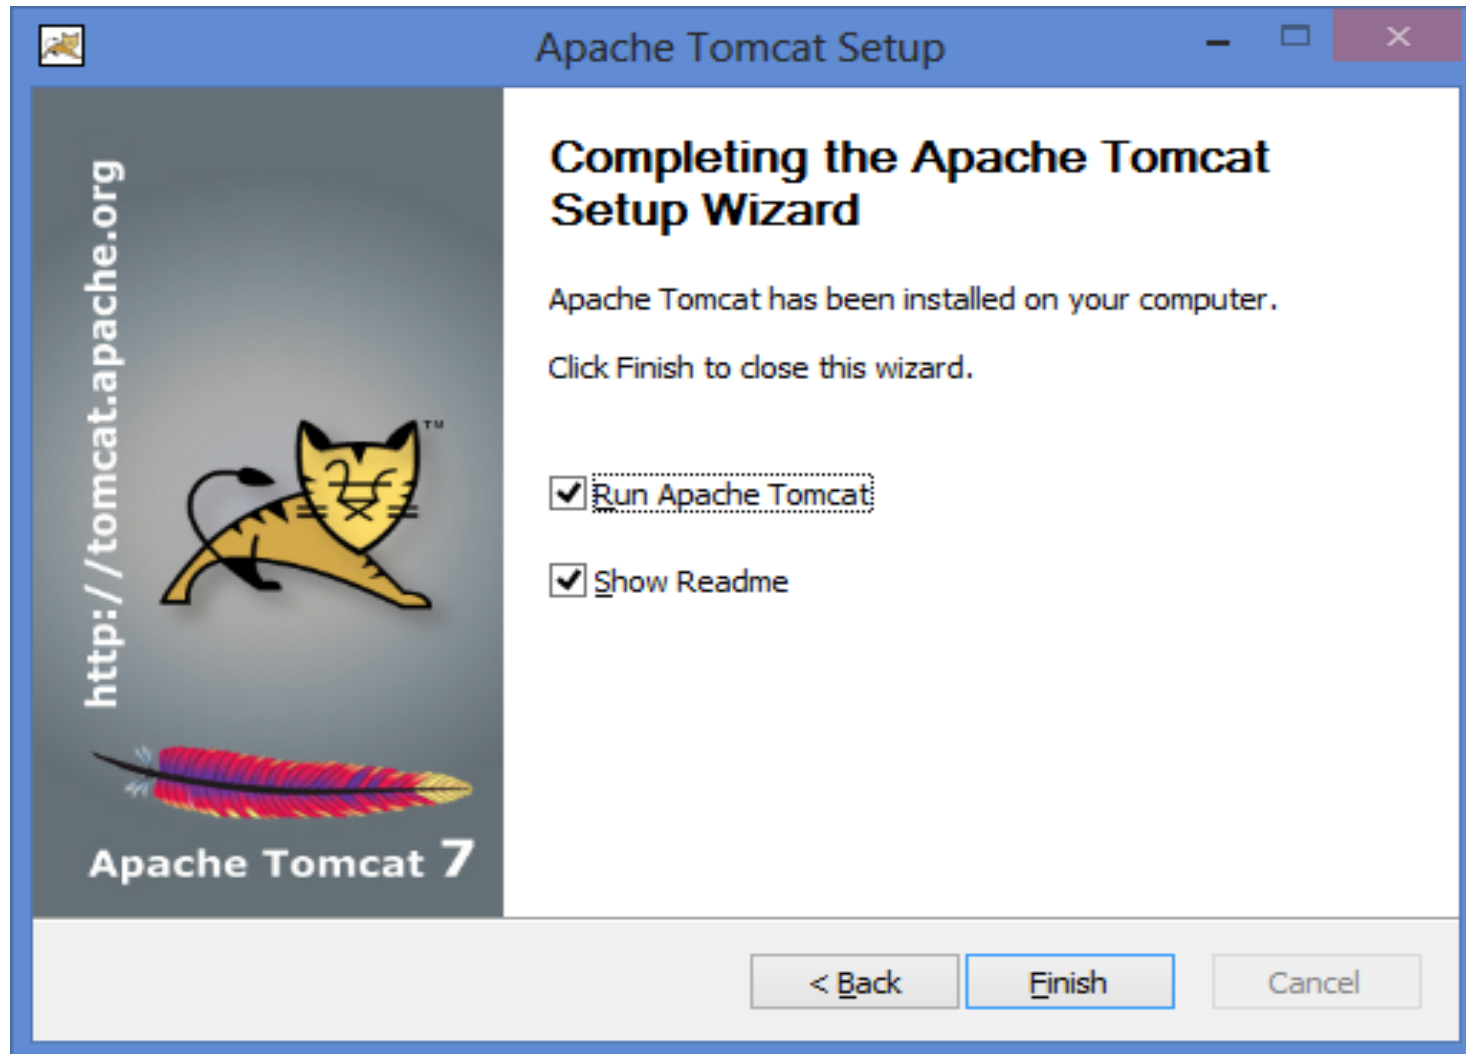 Apache Tomcat Setup
http://tomcat.apache.org
TM
Apache Tomcat 7
Completing the Apache Tomcat
Setup Wizard
Apache Tomcat has been installed on your computer.
Click Finish to close this wizard.
Run Apache Tomcat
Show Readme
< Back
Finish
Cancel